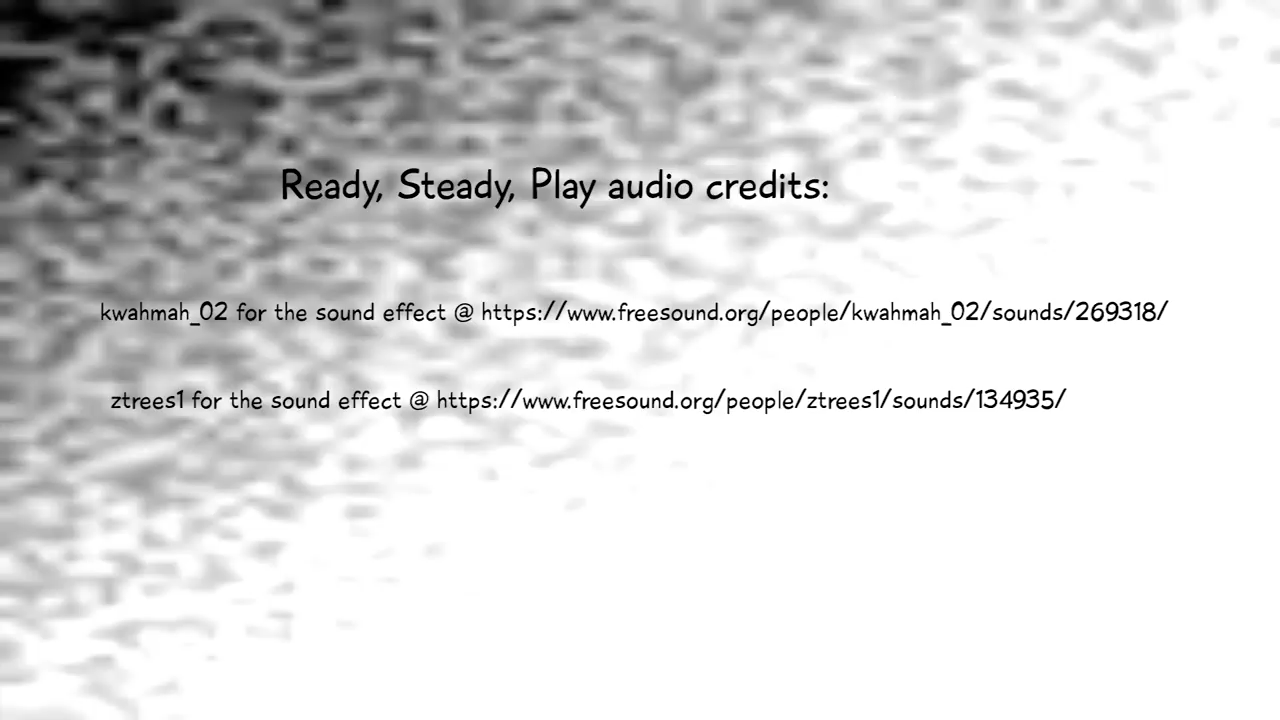 Ready, Steady, Play audio credits:
kwahmah_02 for the sound effect @ https://www.freesound.org/people/kwahmah_02/sounds/269318/
ztrees1 for the sound effect @ https://www.freesound.org/people/ztrees1/sounds/134935/